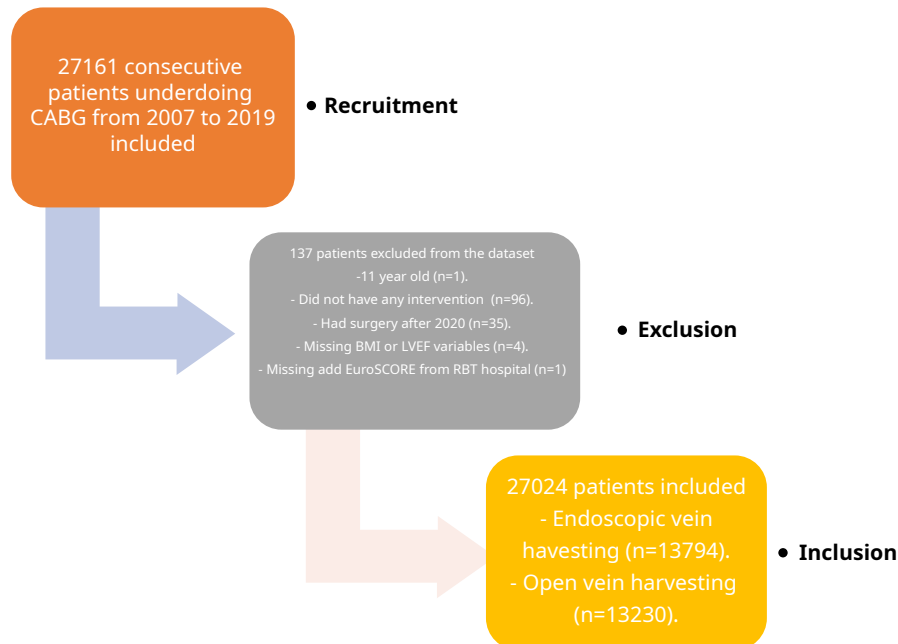 27161 consecutive
patients underdoing
CABG from 2007 to 2019
included
• Recruitment
137 patients excluded from the dataset
-11 year old (n=1).
- Did not have any intervention (n=96).
- Had surgery after 2020 (n=35).
- Missing BMI or LVEF variables (n=4).
- Missing add EuroSCORE from RBT hospital (n=1)
• Exclusion
27024 patients included
- Endoscopic vein
havesting (n=13794).
- Open vein harvesting
(n=13230).
• Inclusion